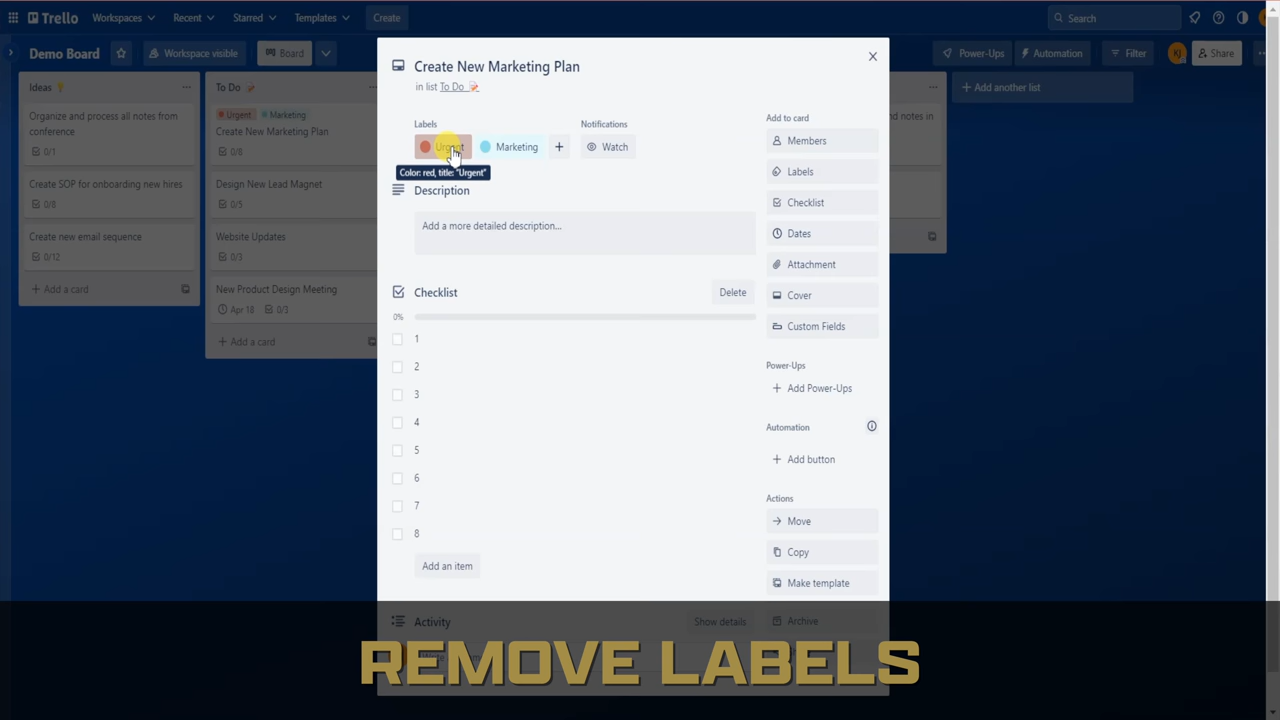 Trello
Workspaces
Recent
Starred
Templates
Create
Search
Demo Board
Workspace visible
Board
Power-Ups
Automation
Filter
KJ
Share
Ideas
Organize and process all notes from
conference
0/1
Create SOP for onboarding new hires
0/8
Create new email sequence
0/12
+ Add a card
To Do
Urgent
Marketing
Create New Marketing Plan
0/8
Design New Lead Magnet
0/5
Website Updates
0/3
New Product Design Meeting
Apr 18
0/3
+ Add a card
nd notes in
+ Add another list
Create New Marketing Plan
in list To Do
Labels
Urgent
Marketing
+
Color: red, title: "Urgent"
Notifications
Watch
Description
Add a more detailed description...
Checklist
Delete
0%
1
2
3
4
5
6
7
8
Add an item
Activity
Show details
Add to card
Members
Labels
Checklist
Dates
Attachment
Cover
Custom Fields
Power-Ups
+ Add Power-Ups
Automation
+ Add button
Actions
Move
Copy
Make template
Archive
REMOVE LABELS